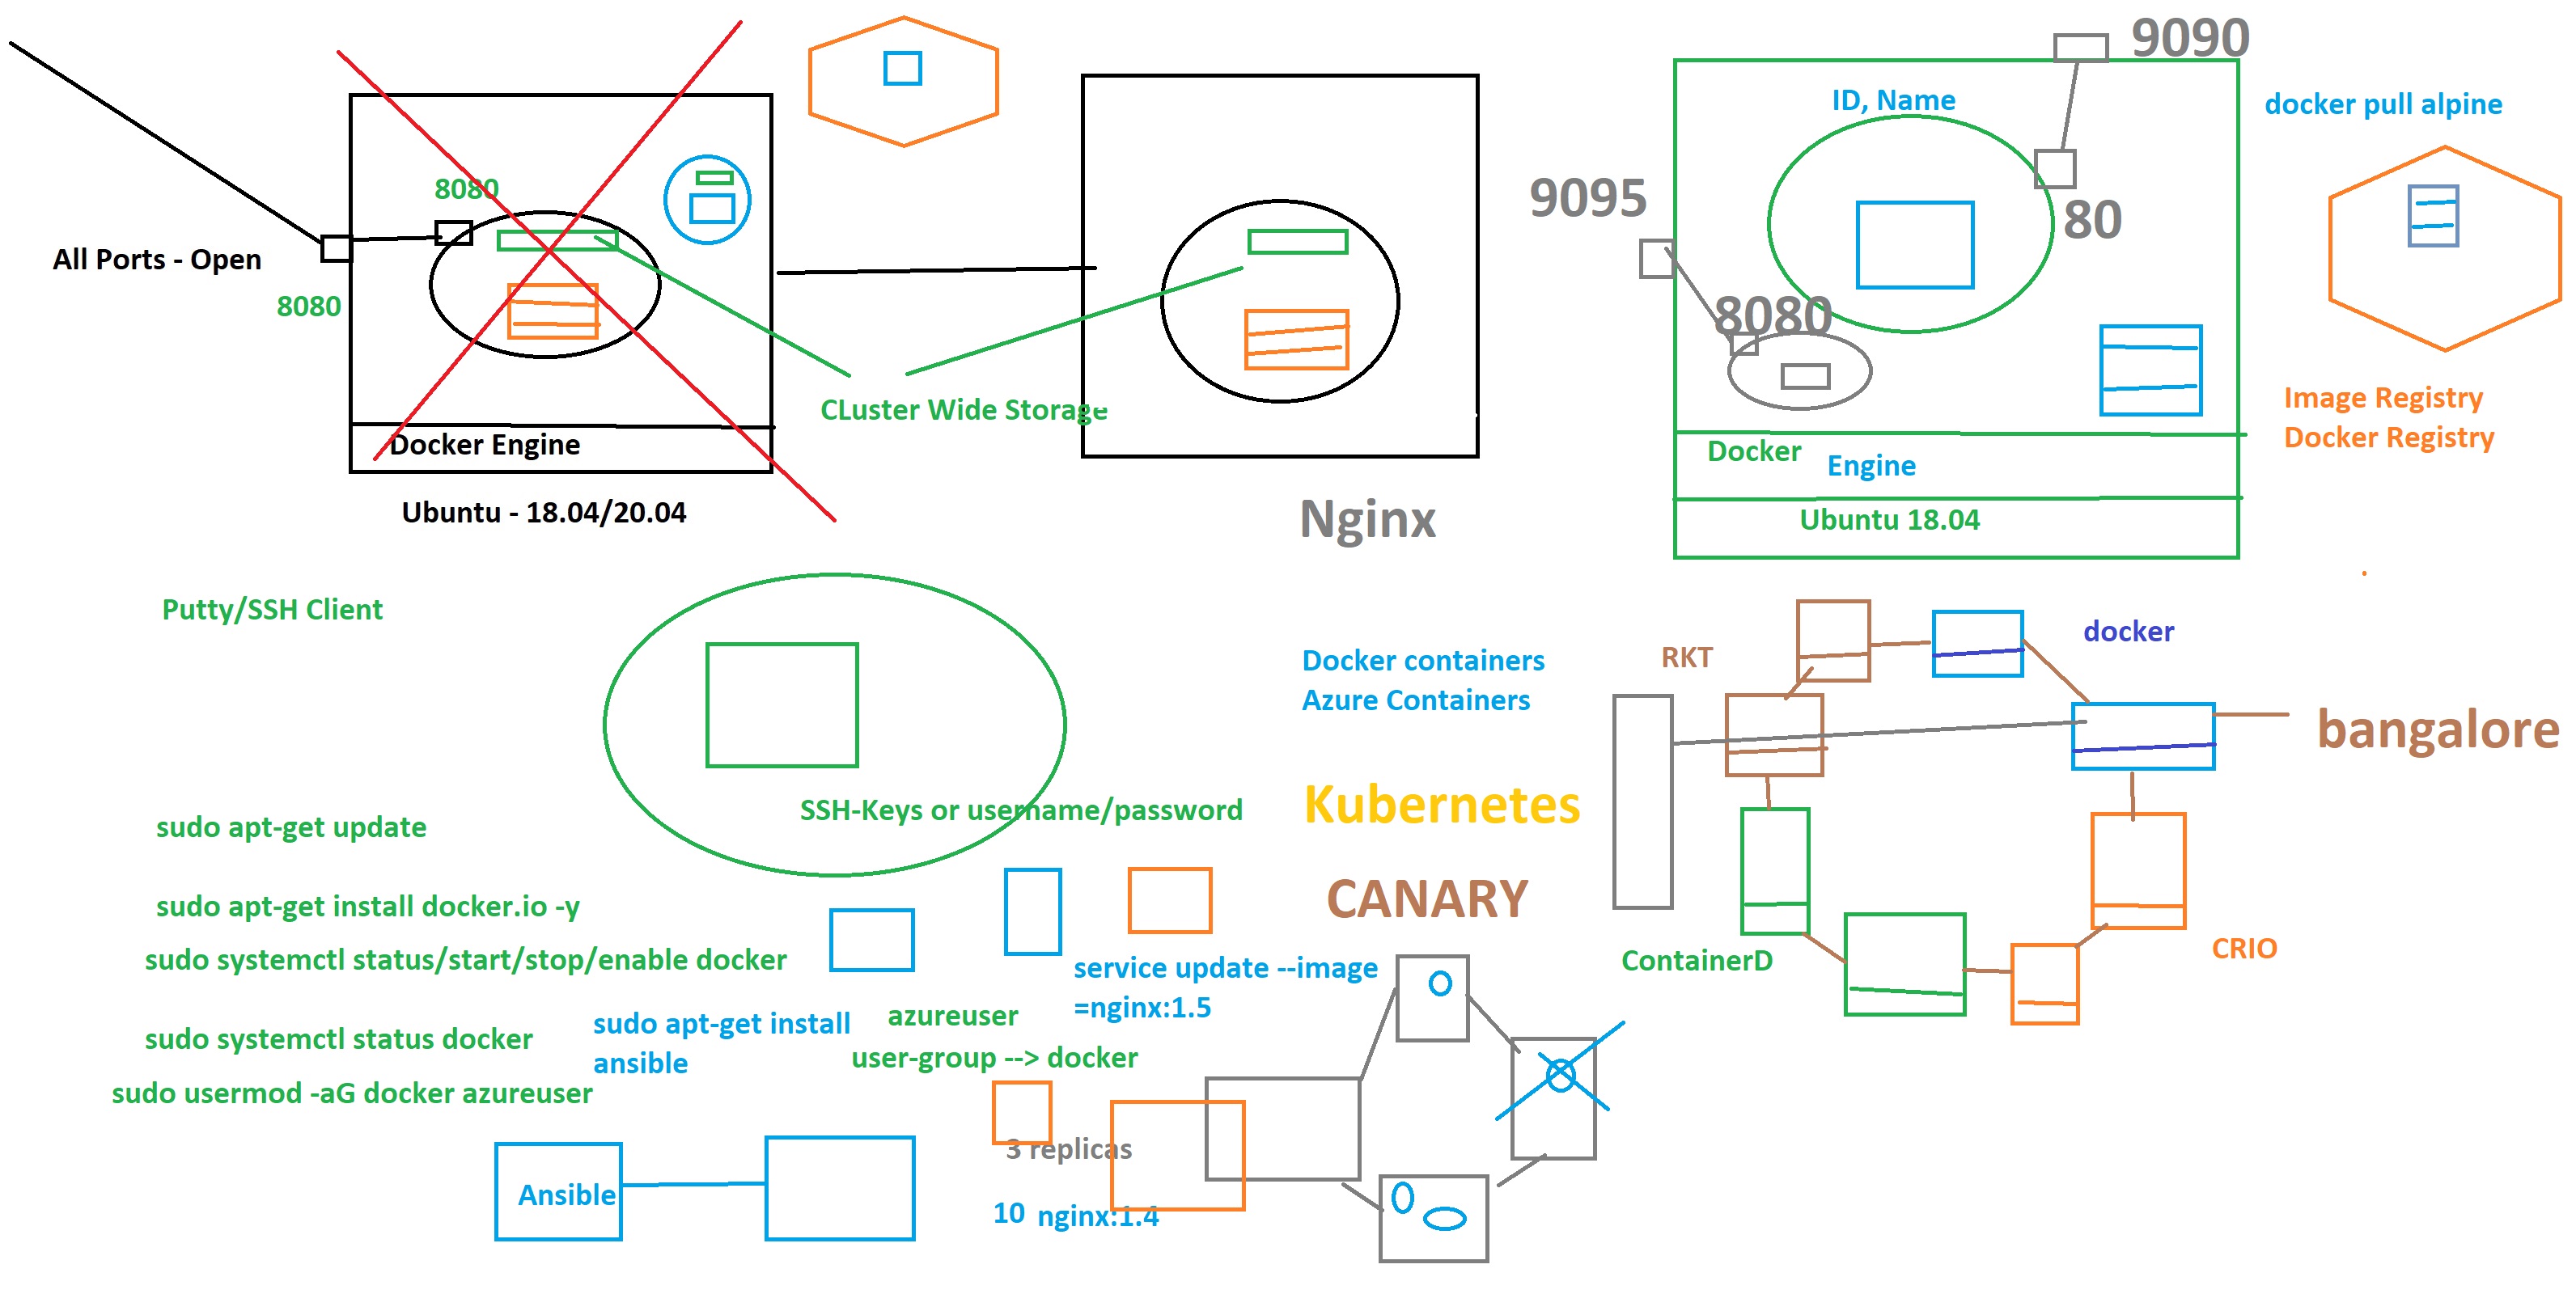 9090
ID, Name
docker pull alpine
8080
9095
80
All Ports - Open
8080
8080
CLuster Wide Storage
Image Registry
Docker Registry
Docker Engine
Docker
Engine
Ubuntu - 18.04/20.04
Nginx
Ubuntu 18.04
Putty/SSH Client
Docker containers
Azure Containers
RKT
docker
bangalore
SSH-Keys or username/password
Kubernetes
sudo apt-get update
CANARY
sudo apt-get install docker.io -y
sudo systemctl status/start/stop/enable docker
service update --image
=nginx:1.5
ContainerD
CRIO
sudo apt-get install
ansible
azureuser
user-group --> docker
sudo systemctl status docker
sudo usermod -aG docker azureuser
3 replicas
Ansible
10
nginx:1.4